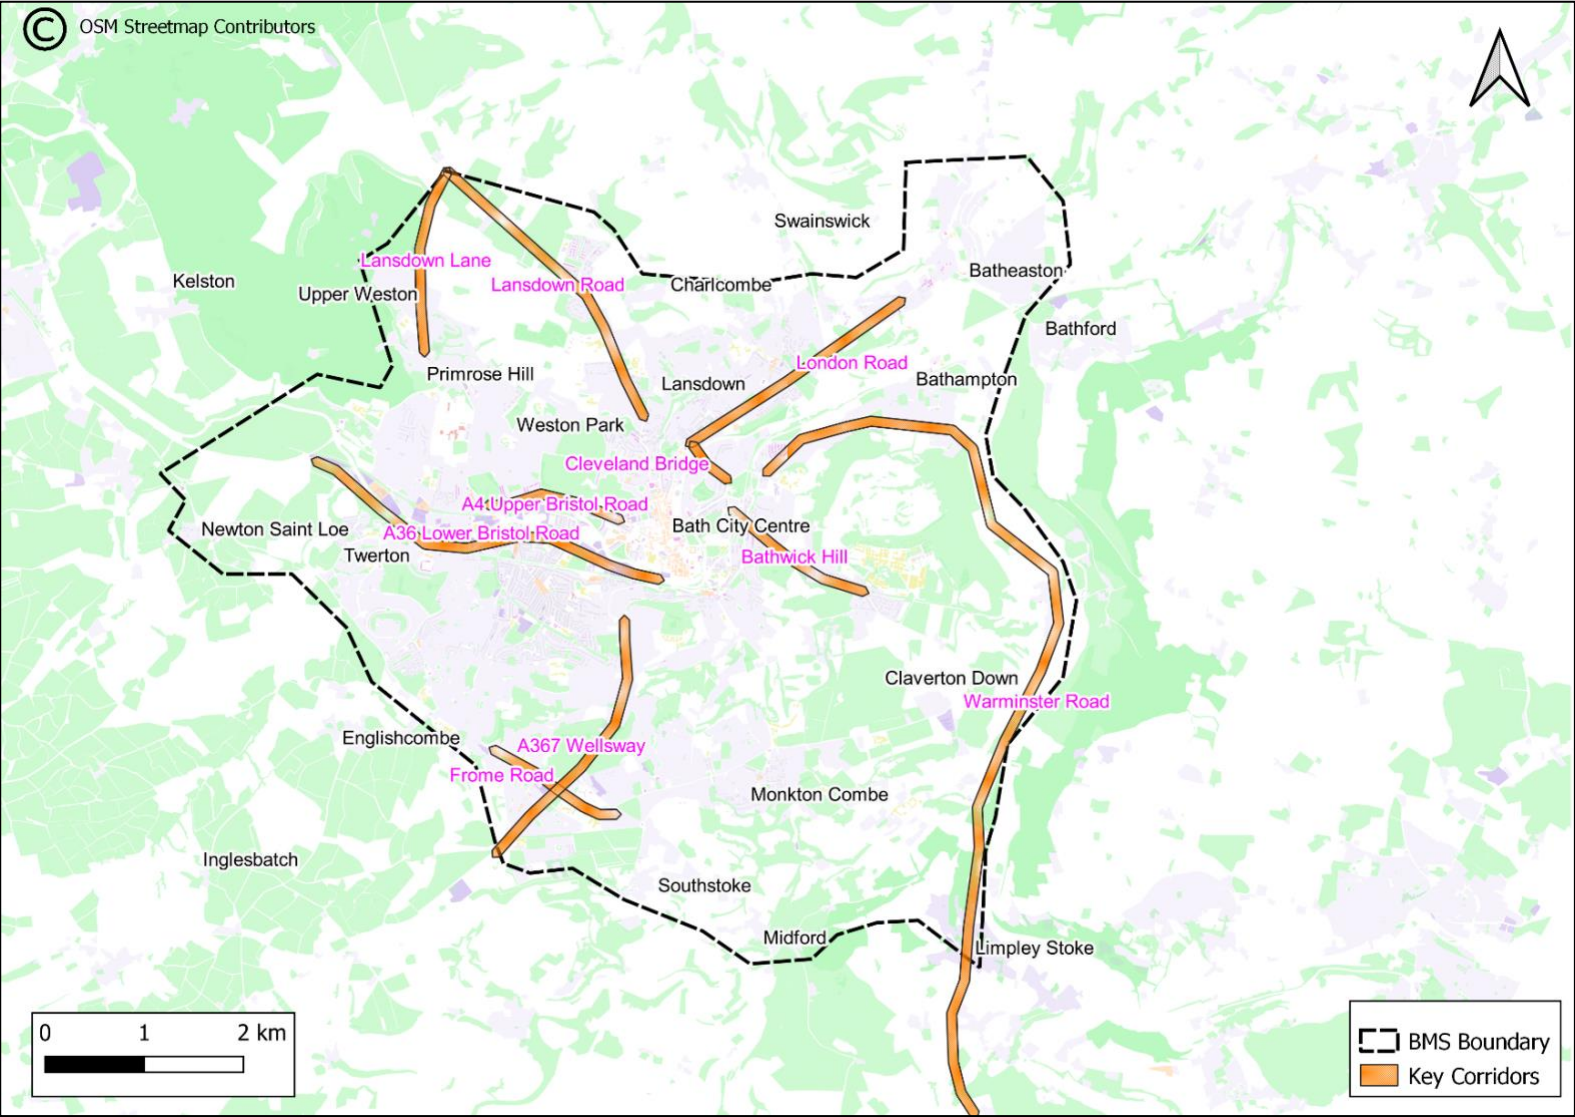 © OSM Streetmap Contributors
Swainswick
Lansdown Lane
Batheaston
Kelston
Lansdown Road
Charlcombe
Upper Weston
Bathford
London Road
Primrose Hill
Lansdown
Bathampton
Weston Park
Cleveland Bridge
A4 Upper Bristol Road
Newton Saint Loe
A36 Lower Bristol Road
Bath City Centre
Twerton
Bathwick Hill
Claverton Down
Warminster Road
Englishcombe
A367 Wellsway
Frome Road
Monkton Combe
Inglesbatch
Southstoke
Midford
Limpley Stoke
0 1 2 km
BMS Boundary
Key Corridors